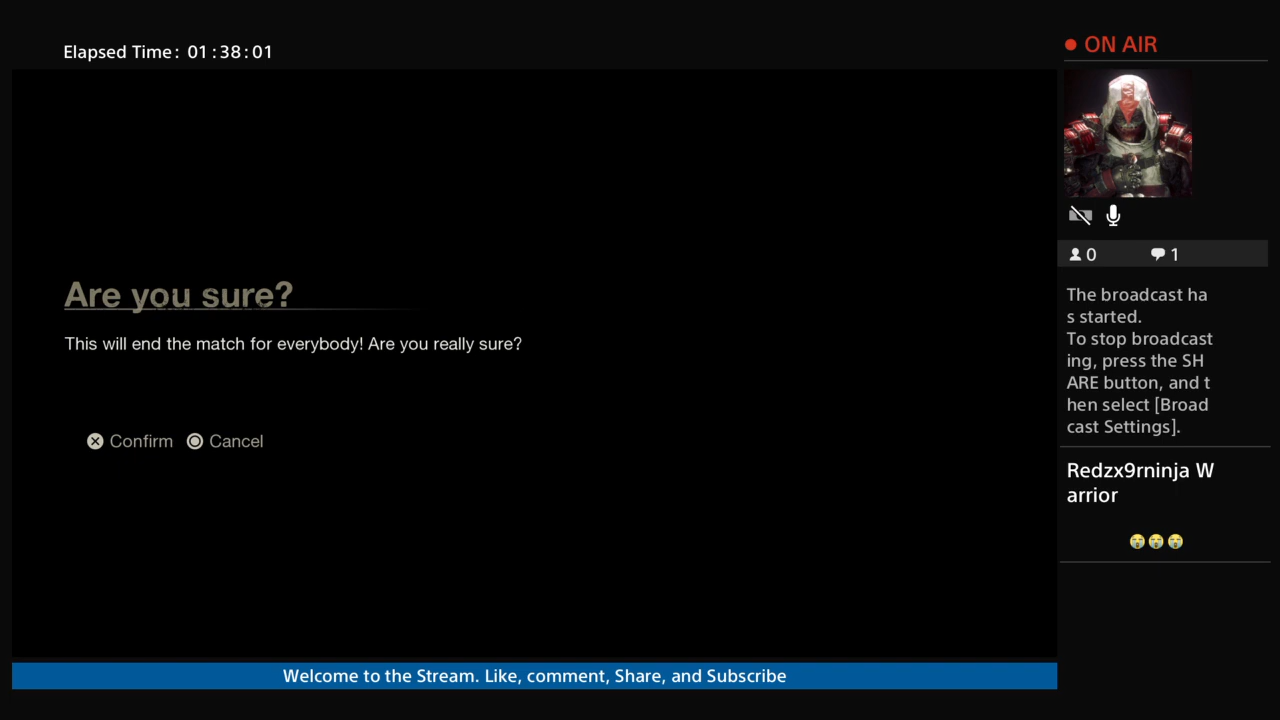 Elapsed Time: 01:38:01
ON AIR
Are you sure?
This will end the match for everybody! Are you really sure?
Confirm Cancel
0 1
The broadcast ha
s started.
To stop broadcast
ing, press the SH
ARE button, and t
hen select [Broad
cast Settings].
Redzx9rninja W
arrior
😭😭😭
Welcome to the Stream. Like, comment, Share, and Subscribe